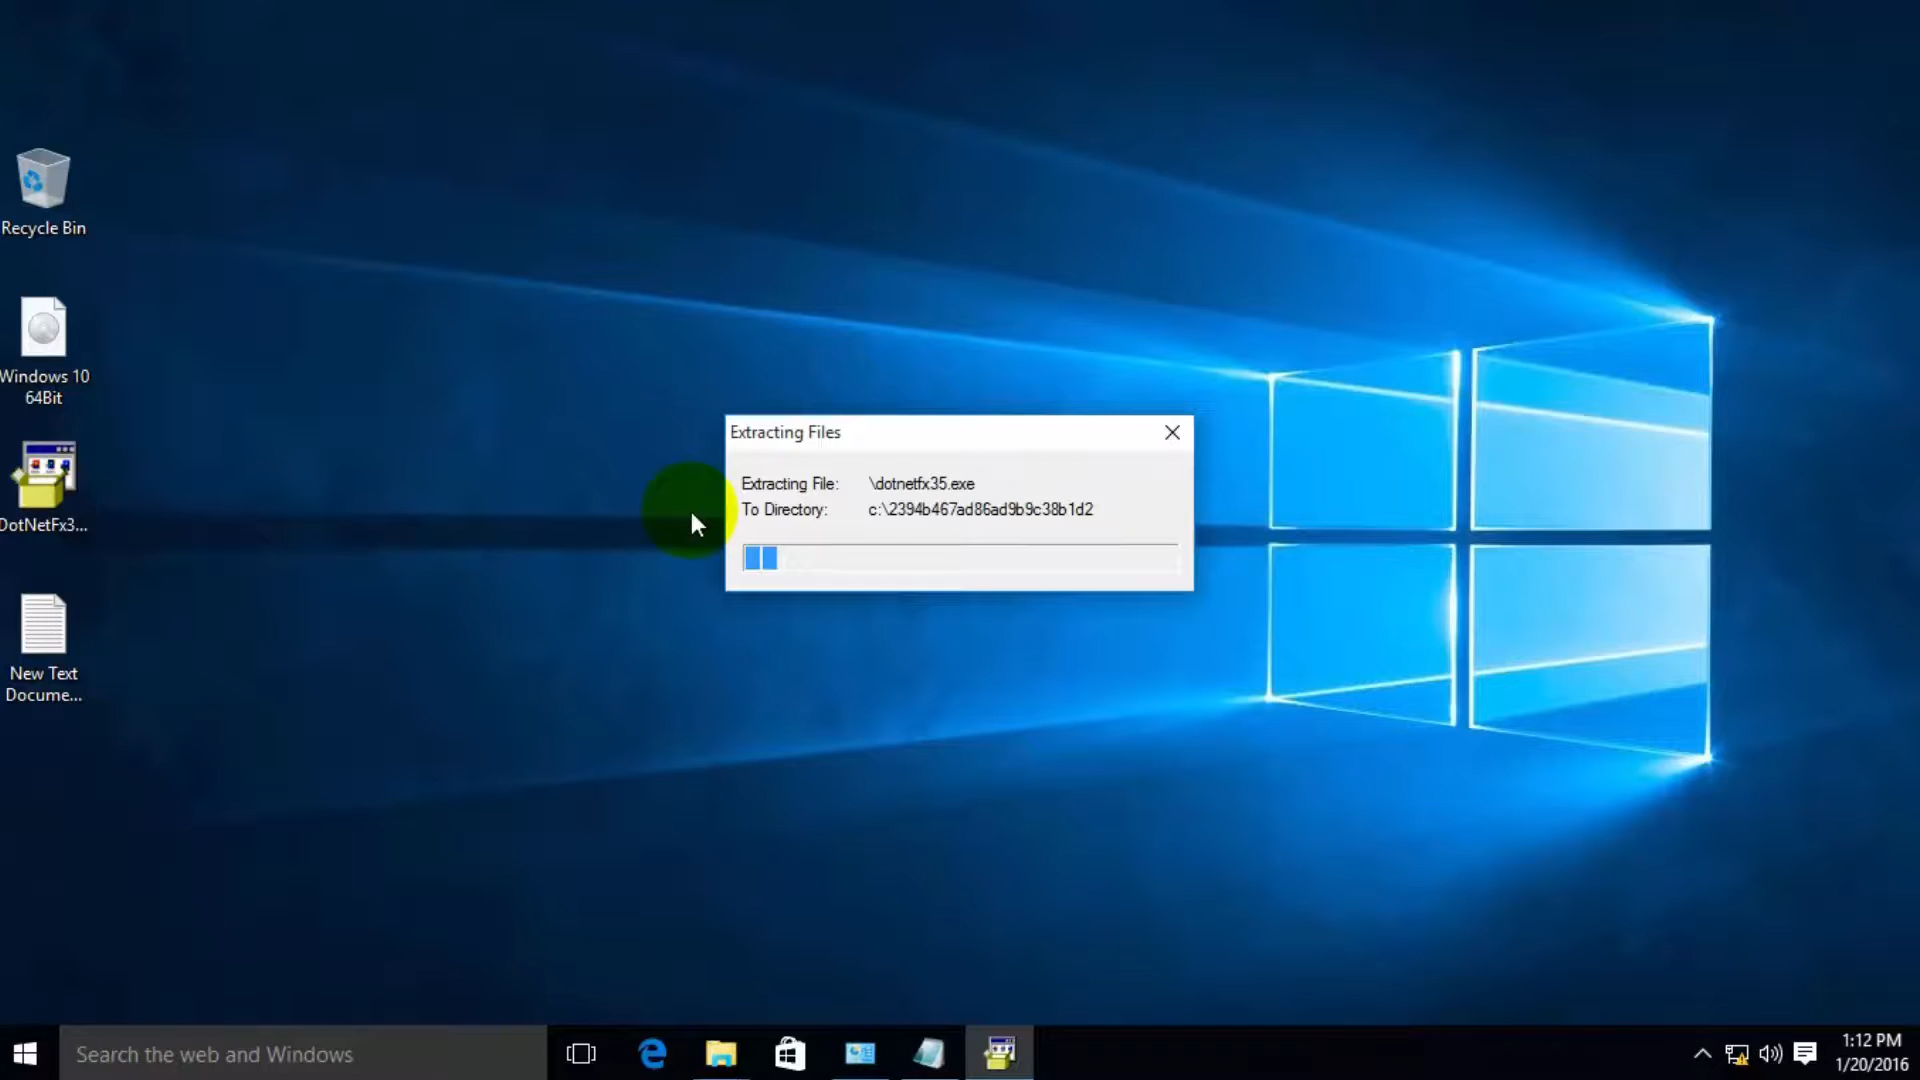 Recycle Bin
Windows 10
64Bit
DotNetFx3...
New Text
Docume...
Extracting Files
Extracting File: \dotnetfx35.exe
To Directory: c:\2394b467ad86ad9b9c38b1d2
Search the web and Windows
1:12 PM
1/20/2016